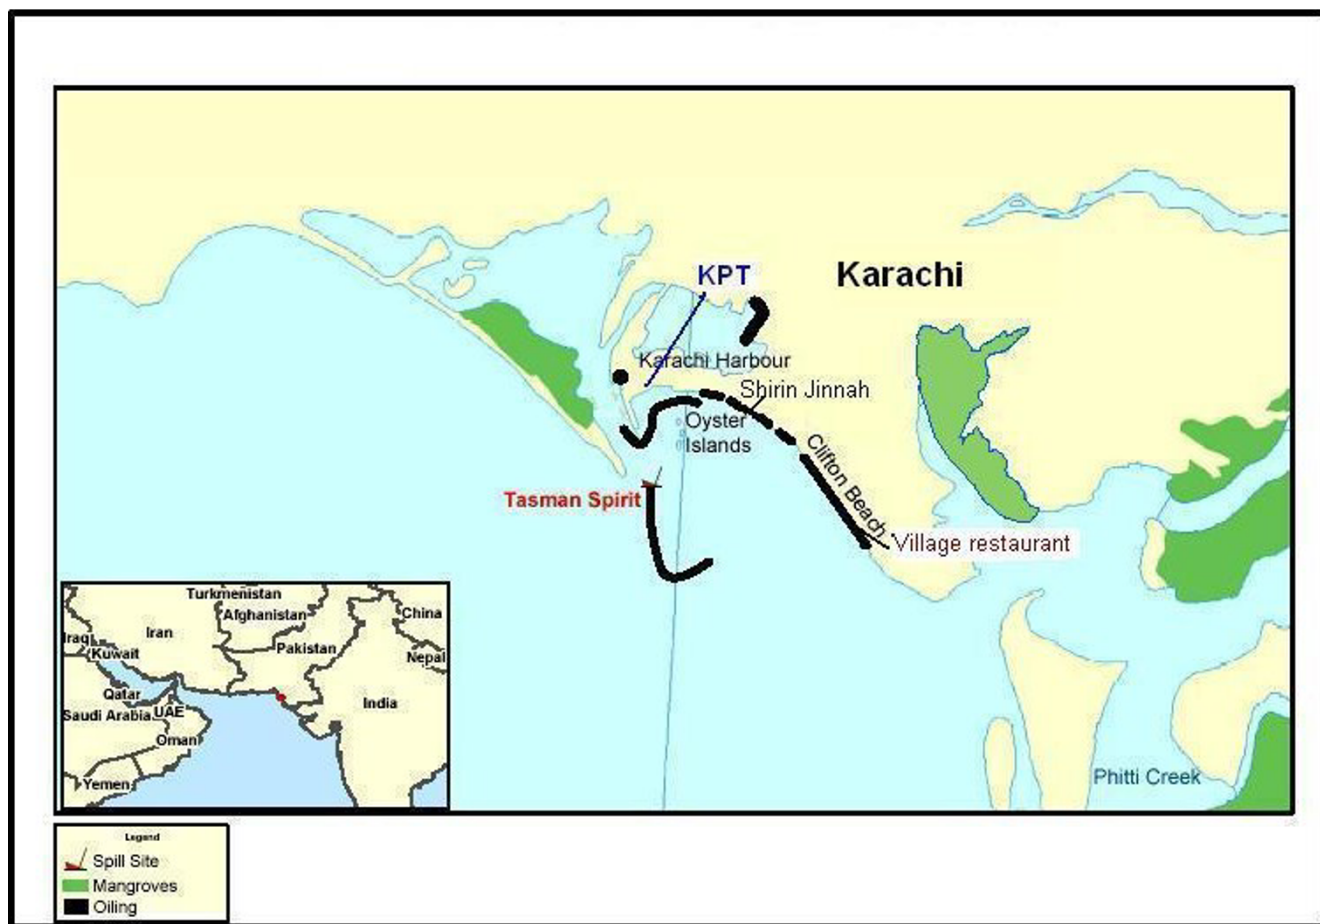 KPT
Karachi
Karachi Harbour
Shirin Jinnah
Oyster
Islands
Clifton Beach
Tasman Spirit
Village restaurant
Phitti Creek
Turkmenistan
Afghanistan
China
Iraq
Iran
Pakistan
Kuwait
Nepal
Qatar
India
Saudi Arabia
UAE
Oman
Yemen
Legend
Spill Site
Mangroves
Oiling